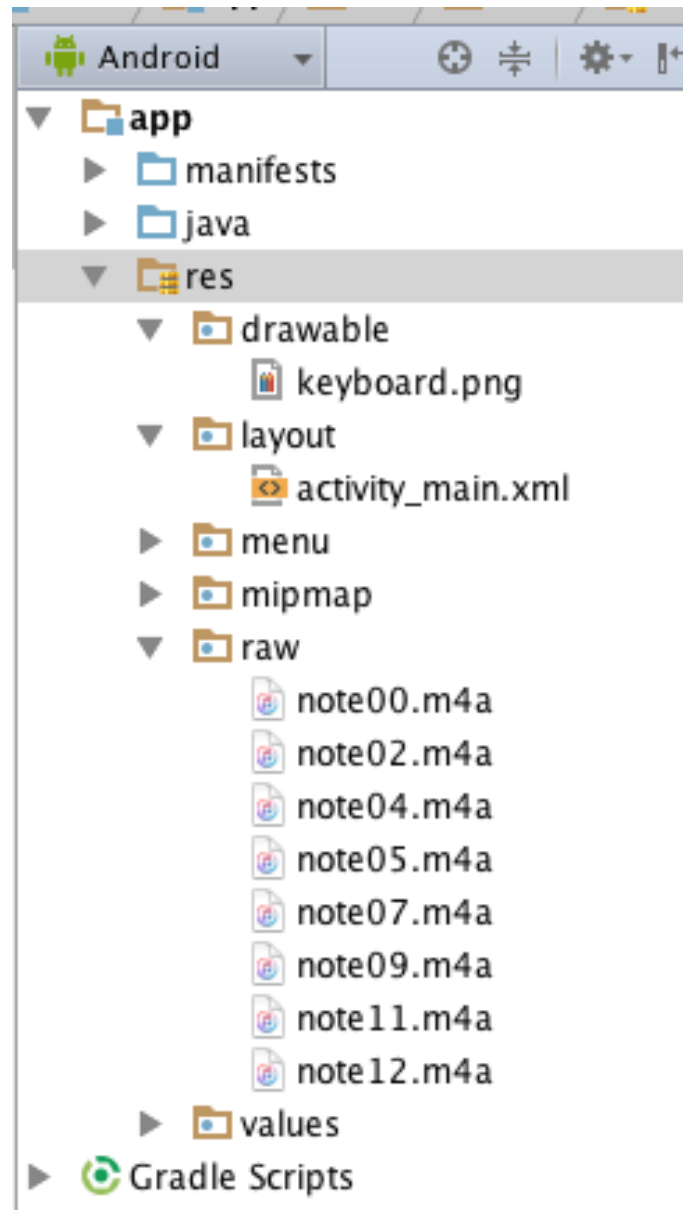 Android
app
manifests
java
res
drawable
keyboard.png
layout
activity_main.xml
menu
mipmap
raw
note00.m4a
note02.m4a
note04.m4a
note05.m4a
note07.m4a
note09.m4a
note11.m4a
note12.m4a
values
Gradle Scripts